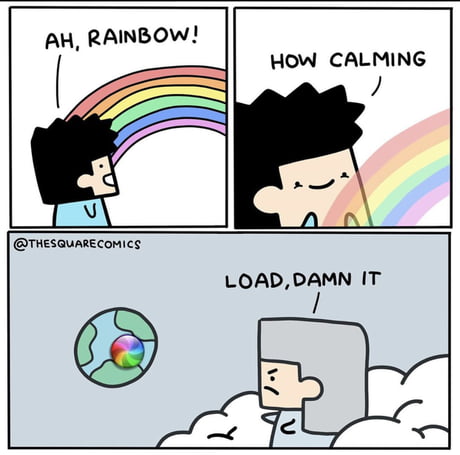 AH, RAINBOW!
HOW CALMING
@THESQUARECOMICS
LOAD, DAMN IT